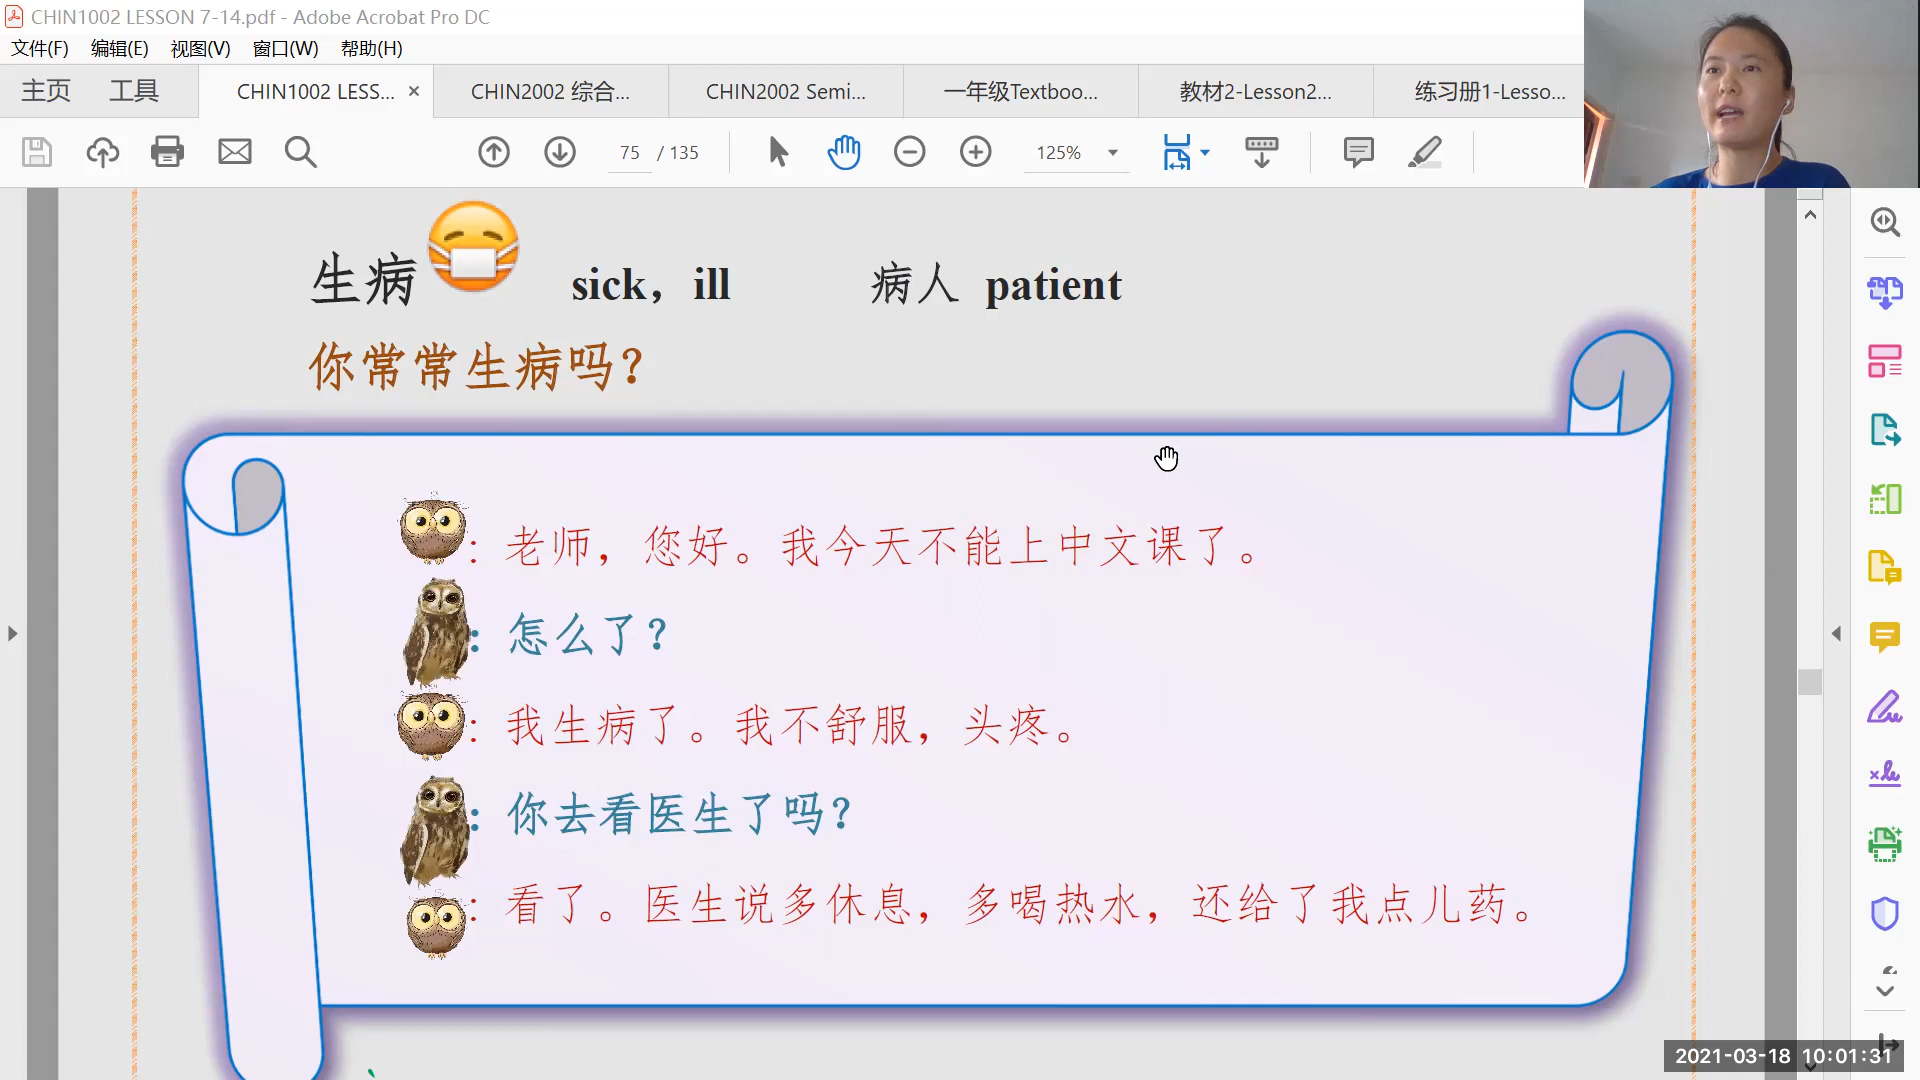 CHIN1002 LESSON 7-14.pdf - Adobe Acrobat Pro DC
文件(F) 编辑(E) 视图(V) 窗口(W) 帮助(H)
主页 工具 CHIN1002 LESS... × CHIN2002 综合... CHIN2002 Semi... 一年级Textboo... 教材2-Lesson2... 练习册1-Lesso...
75 / 135 125%
生病 sick，ill 病人 patient
你常常生病吗？
：老师，您好。我今天不能上中文课了。
：怎么了？
：我生病了。我不舒服，头疼。
：你去看医生了吗？
：看了。医生说多休息，多喝热水，还给了我点儿药。
2021-03-18 10:01:31